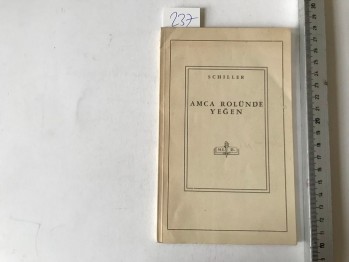 237
SCHILLER
AMCA ROLÜNDE
YEĞEN